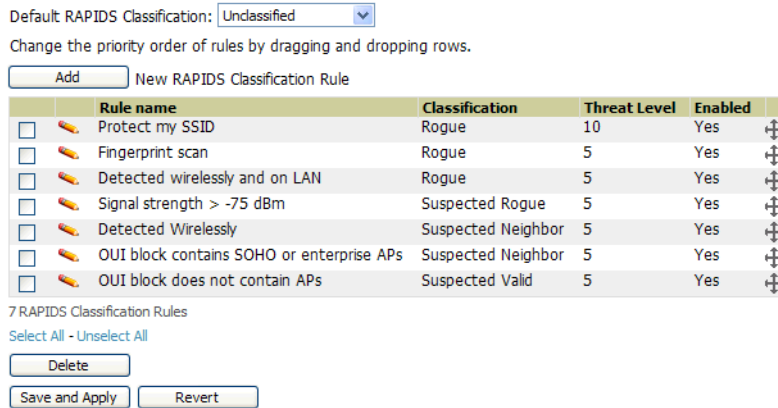 Default RAPIDS Classification: Unclassified
Change the priority order of rules by dragging and dropping rows.
Add New RAPIDS Classification Rule
Rule name Classification Threat Level Enabled
Protect my SSID Rogue 10 Yes
Fingerprint scan Rogue 5 Yes
Detected wirelessly and on LAN Rogue 5 Yes
Signal strength > -75 dBm Suspected Rogue 5 Yes
Detected Wirelessly Suspected Neighbor 5 Yes
OUI block contains SOHO or enterprise APs Suspected Neighbor 5 Yes
OUI block does not contain APs Suspected Valid 5 Yes
7 RAPIDS Classification Rules
Select All - Unselect All
Delete
Save and Apply Revert